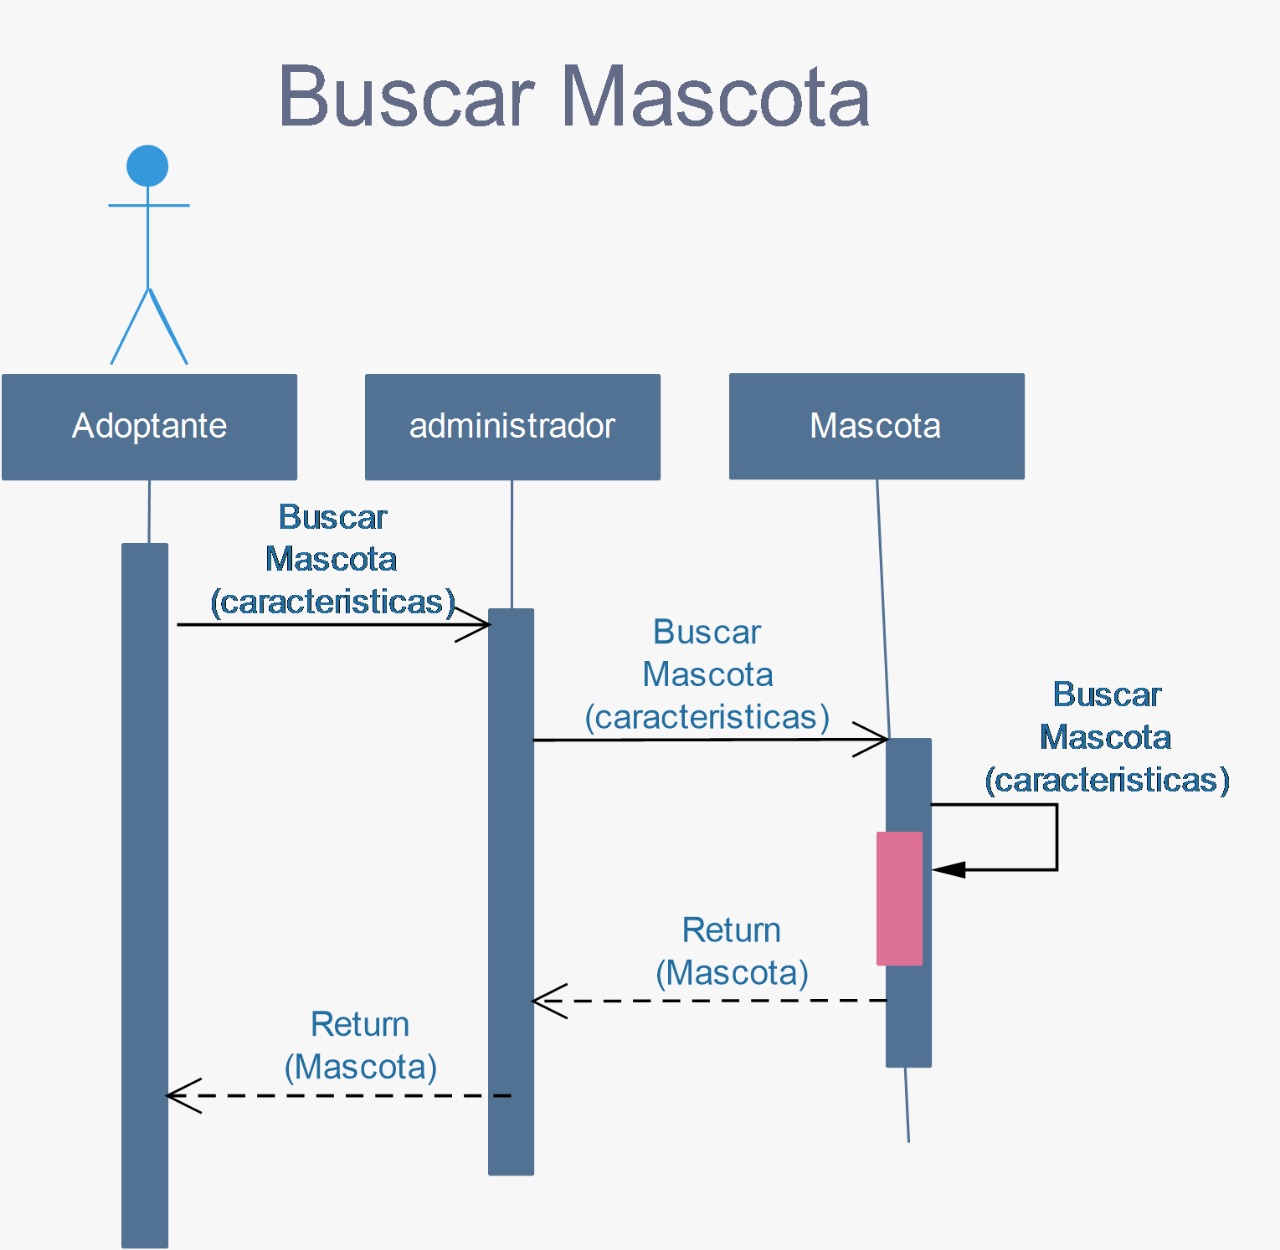 Buscar Mascota
Adoptante
administrador
Mascota
Buscar
Mascota
(caracteristicas)
Buscar
Mascota
(caracteristicas)
Buscar
Mascota
(caracteristicas)
Return
(Mascota)
Return
(Mascota)